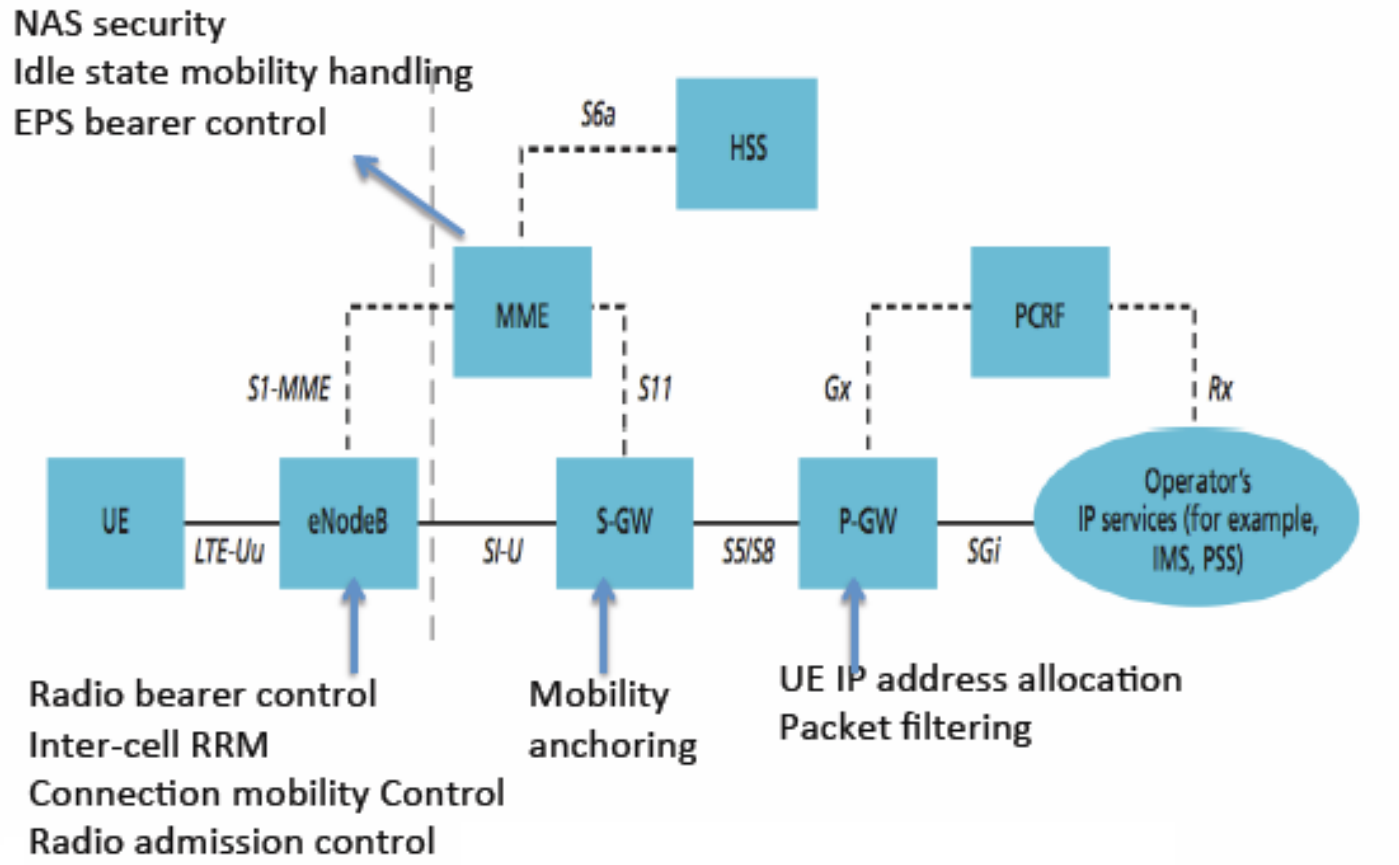 NAS security
Idle state mobility handling
EPS bearer control
S6a
HSS
MME
PCRF
S1-MME
S11
Gx
Rx
UE
LTE-Uu
eNodeB
SI-U
S-GW
S5/S8
P-GW
SGi
Operator's
IP services (for example,
IMS, PSS)
Radio bearer control
Inter-cell RRM
Connection mobility Control
Radio admission control
Mobility
anchoring
UE IP address allocation
Packet filtering